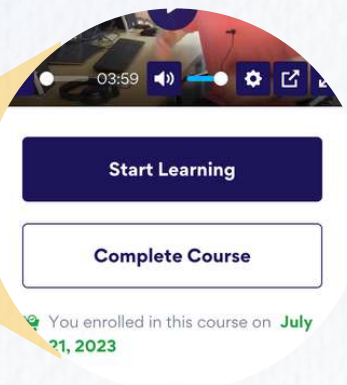 03:59
Start Learning
Complete Course
You enrolled in this course on July
21, 2023